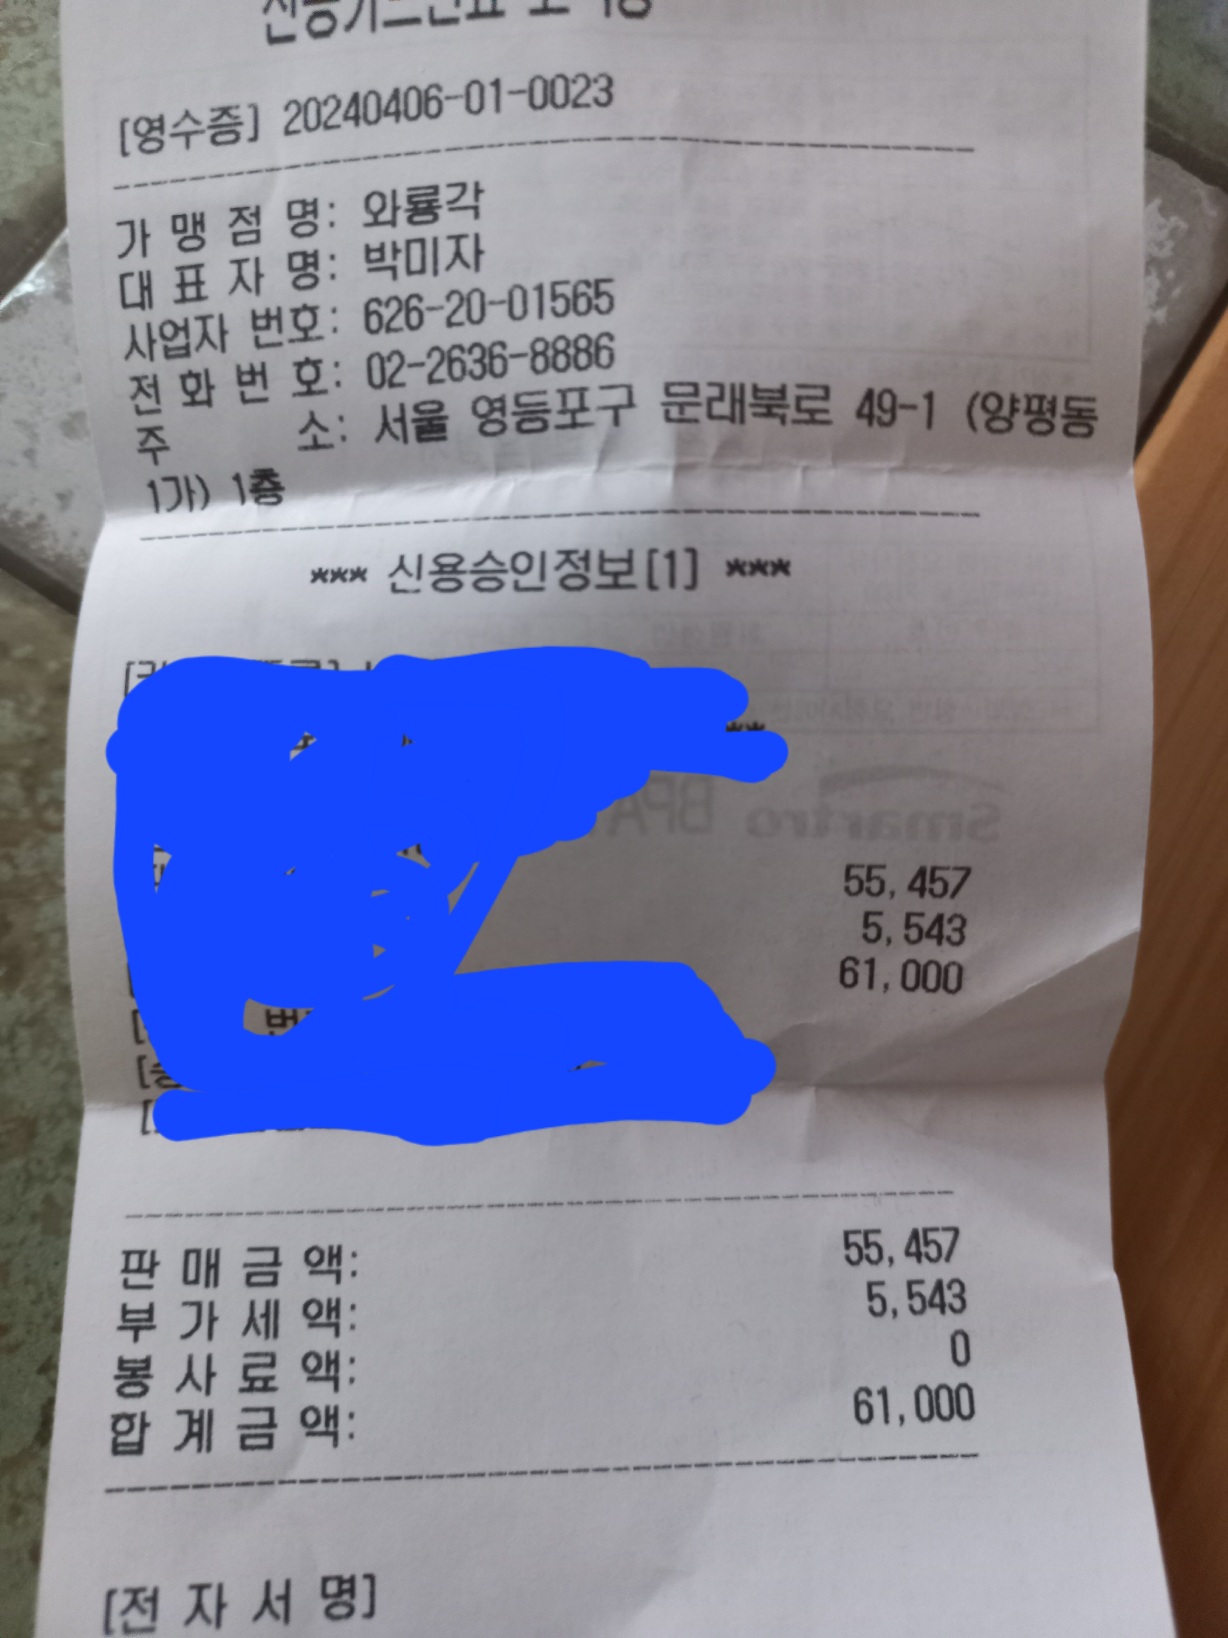 [영수증] 20240406-01-0023
가 맹 점 명: 와룡각
대 표 자 명: 박미자
사업자 번호: 626-20-01565
전 화 번 호: 02-2636-8886
주 소: 서울 영등포구 문래북로 49-1 (양평동
1가) 1층
*** 신용승인정보[1] ***
55,457
5,543
61,000
판 매 금 액: 55,457
부 가 세 액: 5,543
봉 사 료 액: 0
합 계 금 액: 61,000
[전 자 서 명]